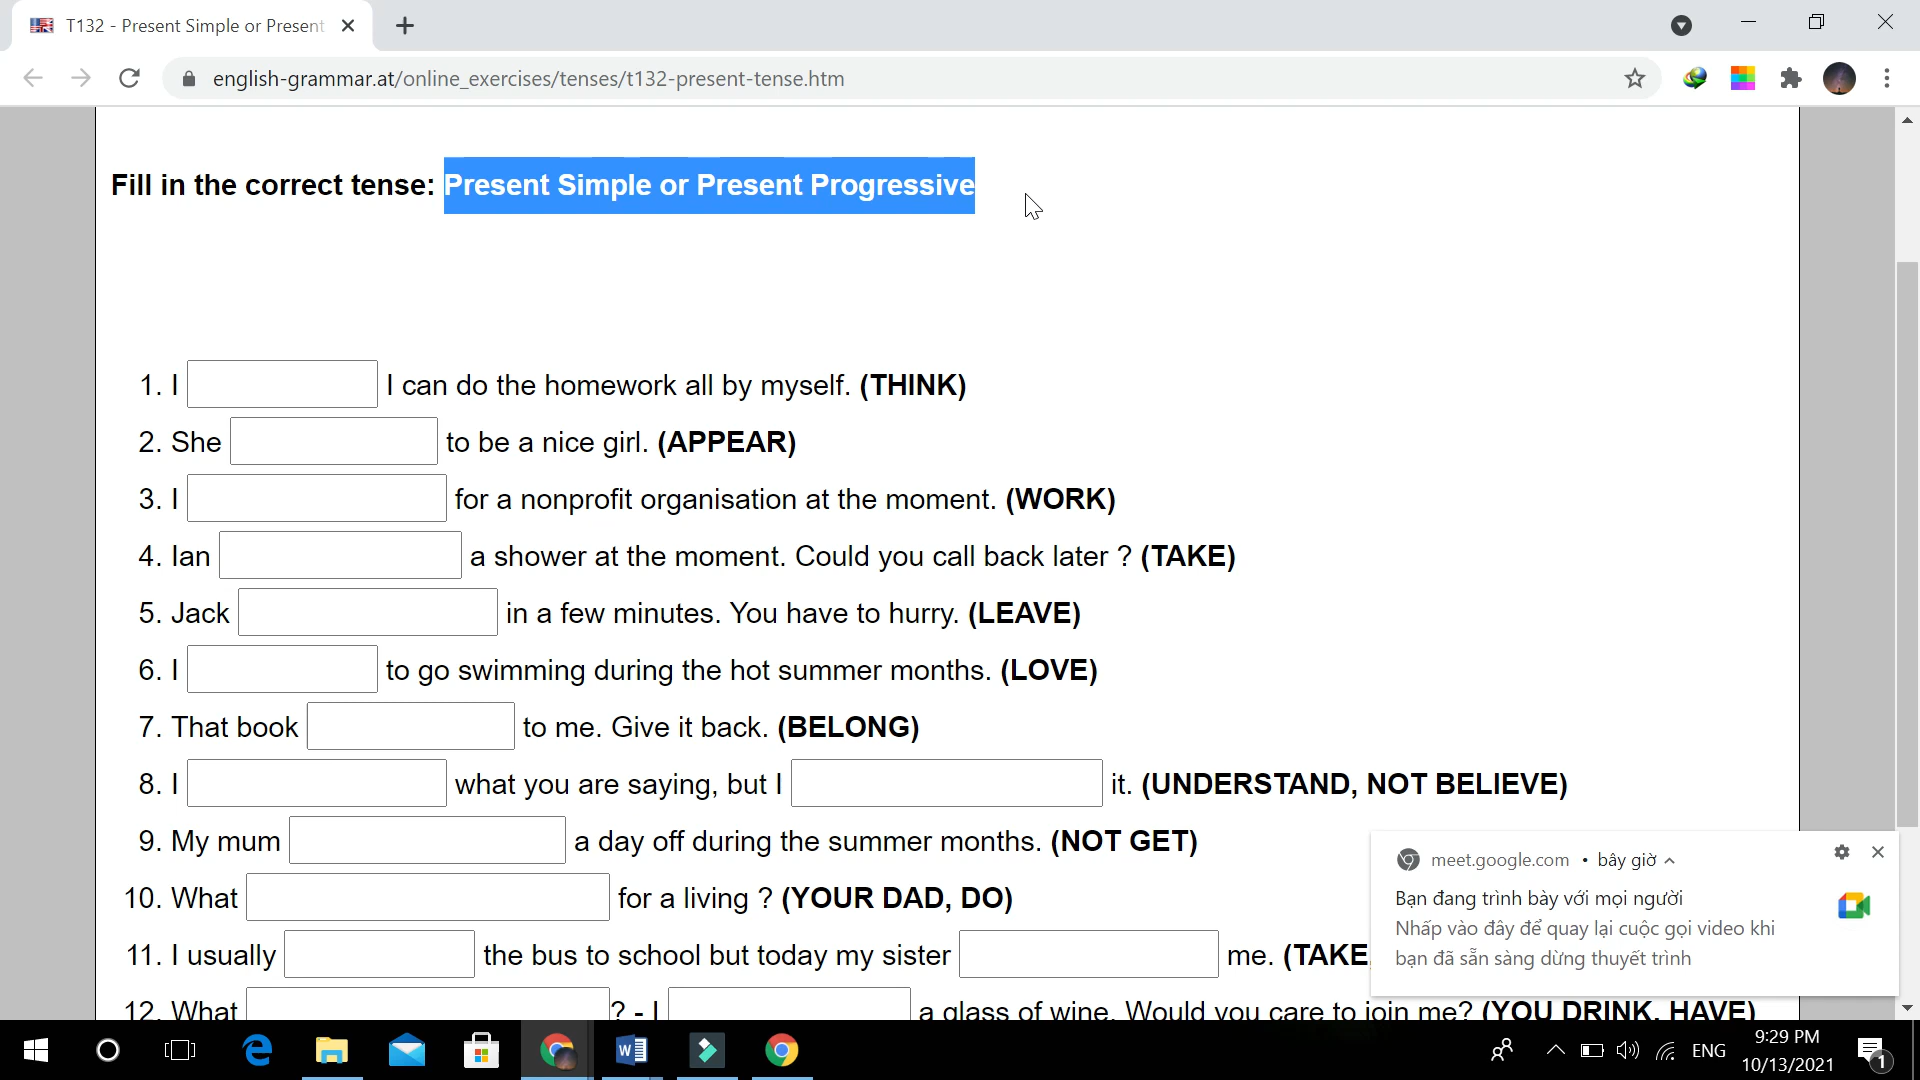 T132 - Present Simple or Present
english-grammar.at/online_exercises/tenses/t132-present-tense.htm
Fill in the correct tense: Present Simple or Present Progressive
1. I I can do the homework all by myself. (THINK)
2. She to be a nice girl. (APPEAR)
3. I for a nonprofit organisation at the moment. (WORK)
4. Ian a shower at the moment. Could you call back later ? (TAKE)
5. Jack in a few minutes. You have to hurry. (LEAVE)
6. I to go swimming during the hot summer months. (LOVE)
7. That book to me. Give it back. (BELONG)
8. I what you are saying, but I it. (UNDERSTAND, NOT BELIEVE)
9. My mum a day off during the summer months. (NOT GET)
10. What for a living ? (YOUR DAD, DO)
11. I usually the bus to school but today my sister me. (TAKE
12. What ? - I a glass of wine. Would you care to join me? (YOU DRINK, HAVE)
meet.google.com • bây giờ
Bạn đang trình bày với mọi người
Nhấp vào đây để quay lại cuộc gọi video khi
bạn đã sẵn sàng dừng thuyết trình
ENG
9:29 PM
10/13/2021
1